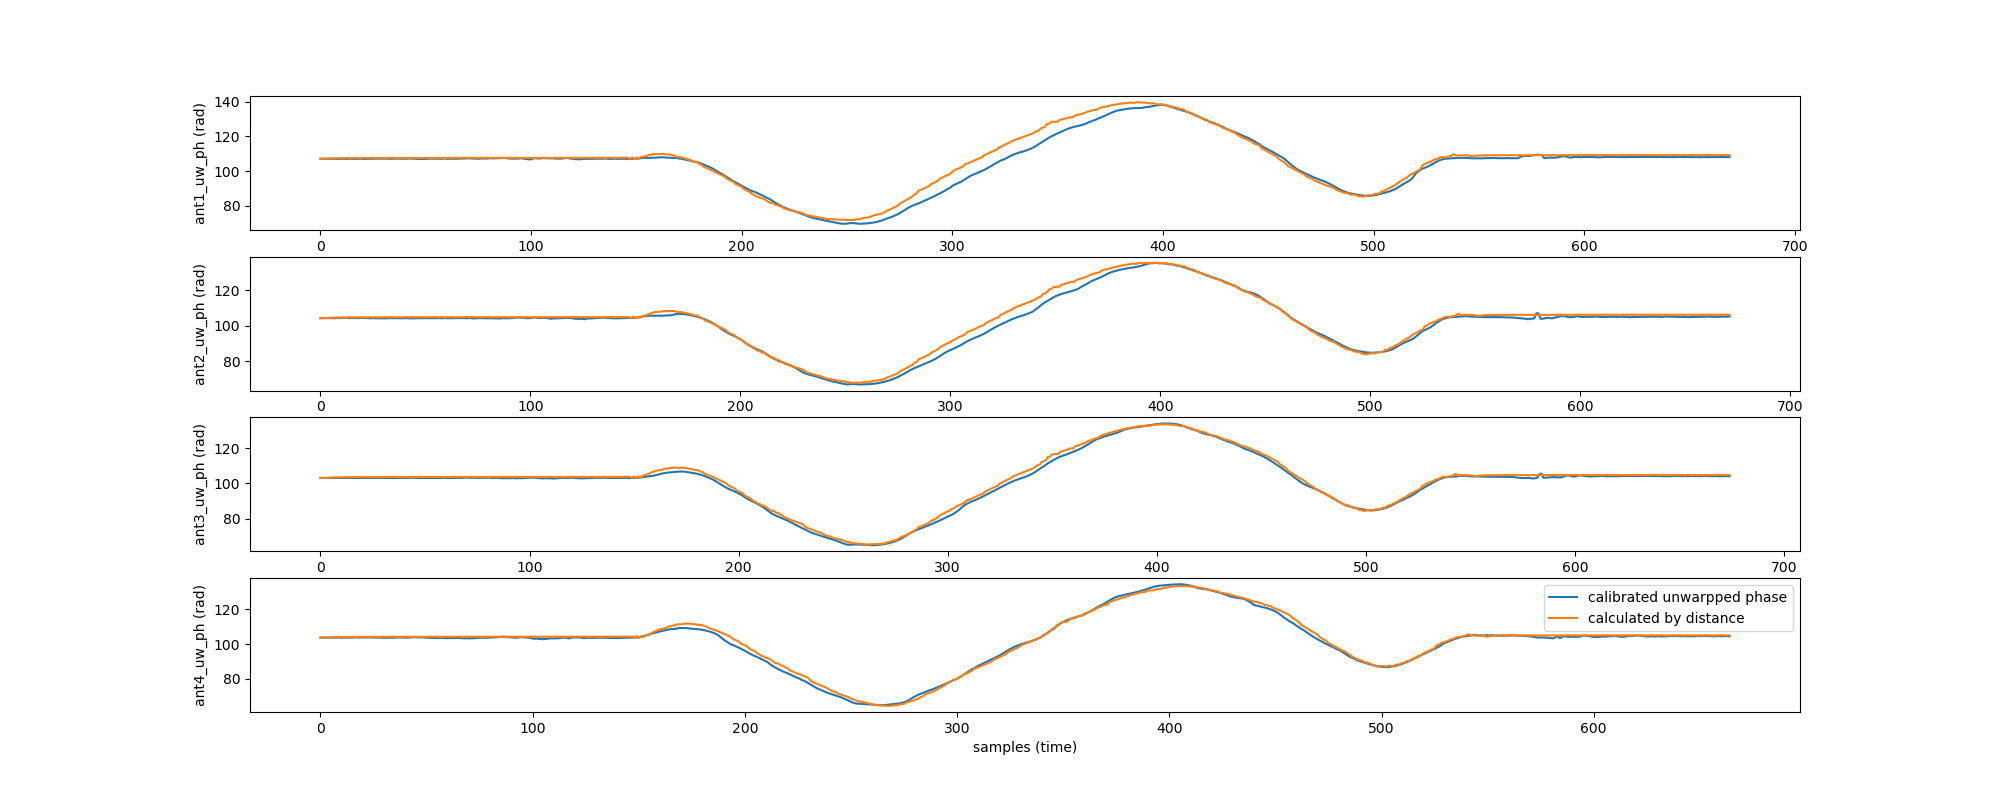 ant1_uw_ph (rad)
140
120
100
80
0 100 200 300 400 500 600 700
ant2_uw_ph (rad)
120
100
80
0 100 200 300 400 500 600 700
ant3_uw_ph (rad)
120
100
80
0 100 200 300 400 500 600 700
ant4_uw_ph (rad)
120
100
80
calibrated unwarpped phase
calculated by distance
0 100 200 300 400 500 600
samples (time)